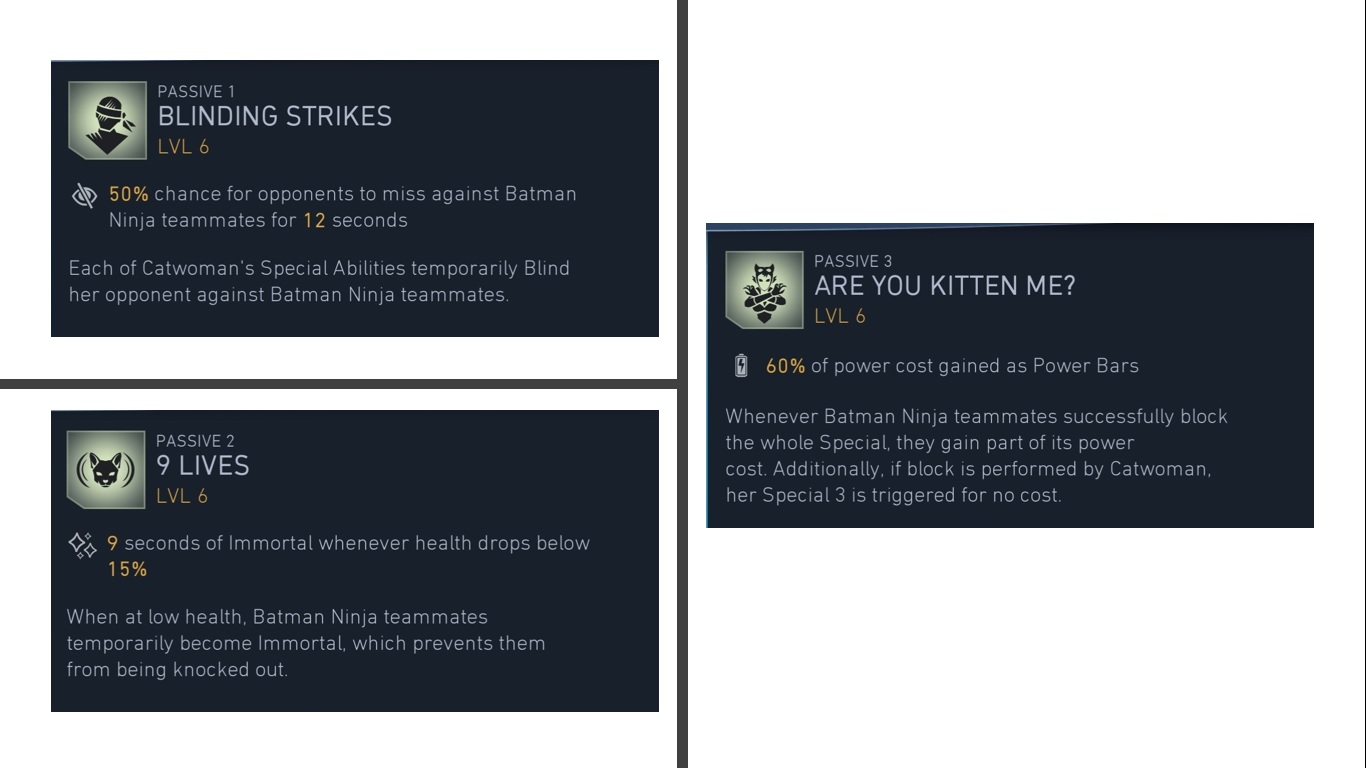 PASSIVE 1
BLINDING STRIKES
LVL 6
50% chance for opponents to miss against Batman
Ninja teammates for 12 seconds
Each of Catwoman's Special Abilities temporarily Blind
her opponent against Batman Ninja teammates.
PASSIVE 2
9 LIVES
LVL 6
9 seconds of Immortal whenever health drops below
15%
When at low health, Batman Ninja teammates
temporarily become Immortal, which prevents them
from being knocked out.
PASSIVE 3
ARE YOU KITTEN ME?
LVL 6
60% of power cost gained as Power Bars
Whenever Batman Ninja teammates successfully block
the whole Special, they gain part of its power
cost. Additionally, if block is performed by Catwoman,
her Special 3 is triggered for no cost.